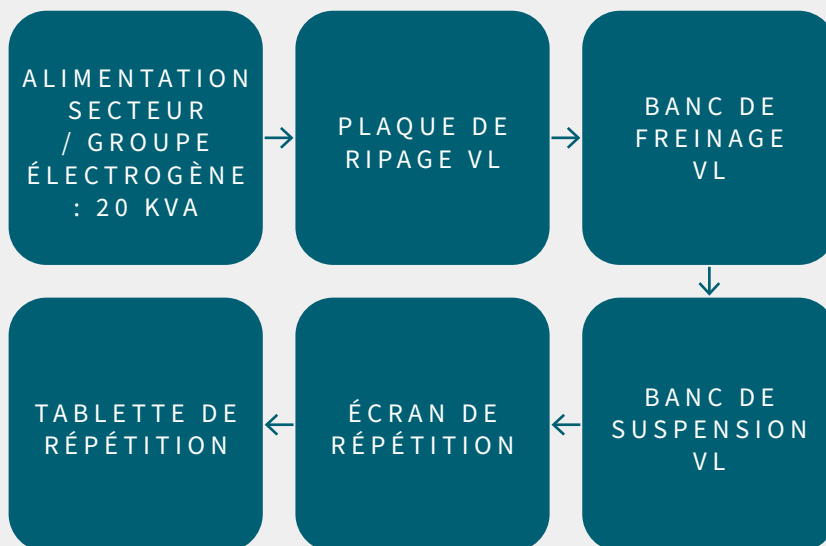 ALIMENTATION
SECTEUR
/ GROUPE
ÉLECTROGÈNE
: 20 KVA
PLAQUE DE
RIPAGE VL
BANC DE
FREINAGE
VL
BANC DE
SUSPENSION
VL
ÉCRAN DE
RÉPÉTITION
TABLETTE DE
RÉPÉTITION